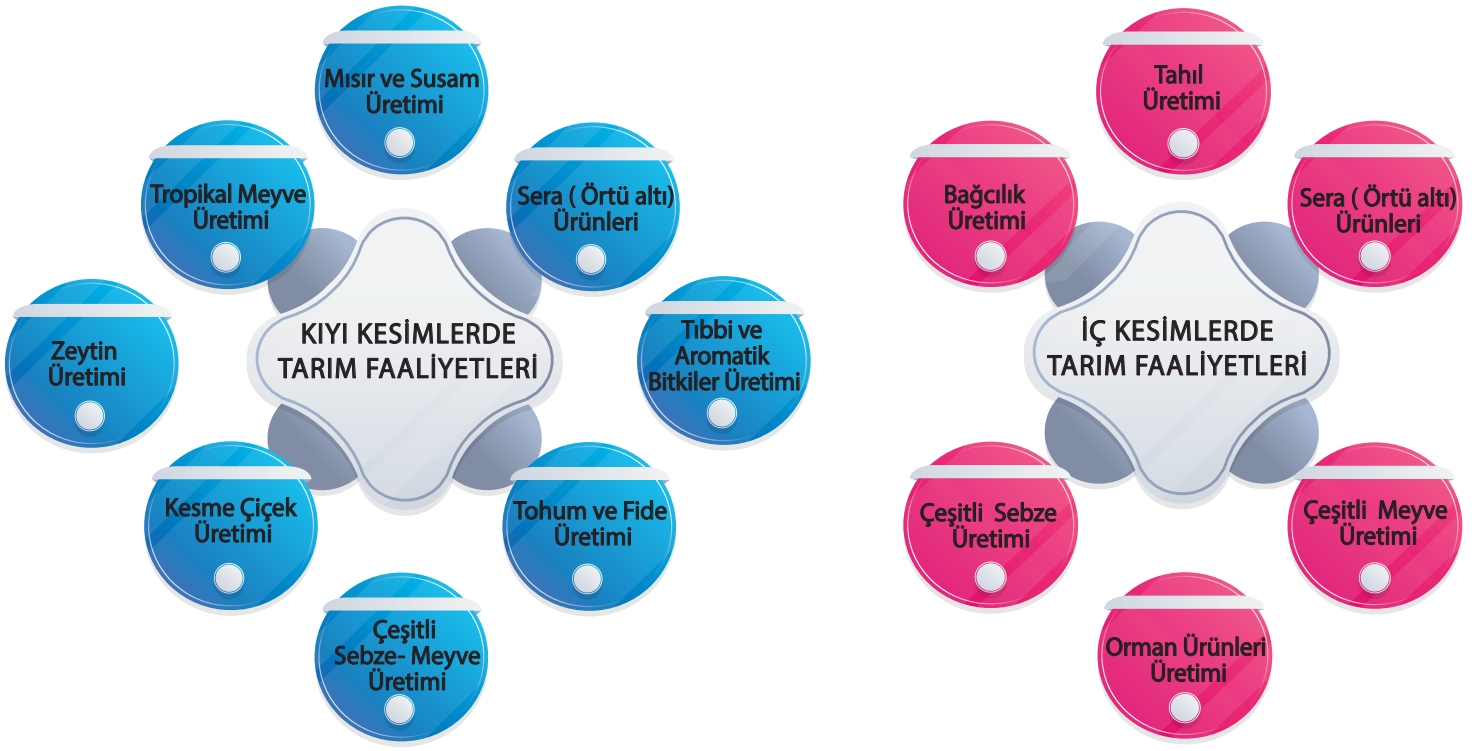 Mısır ve Susam
Üretimi
Tropikal Meyve
Üretimi
Sera ( Örtü altı)
Ürünleri
KIYI KESİMLERDE
TARIM FAALİYETLERİ
Zeytin
Üretimi
Tıbbi ve
Aromatik
Bitkiler Üretimi
Kesme Çiçek
Üretimi
Tohum ve Fide
Üretimi
Çeşitli
Sebze- Meyve
Üretimi
Tahıl
Üretimi
Bağcılık
Üretimi
Sera ( Örtü altı)
Ürünleri
İÇ KESİMLERDE
TARIM FAALİYETLERİ
Çeşitli Sebze
Üretimi
Çeşitli Meyve
Üretimi
Orman Ürünleri
Üretimi